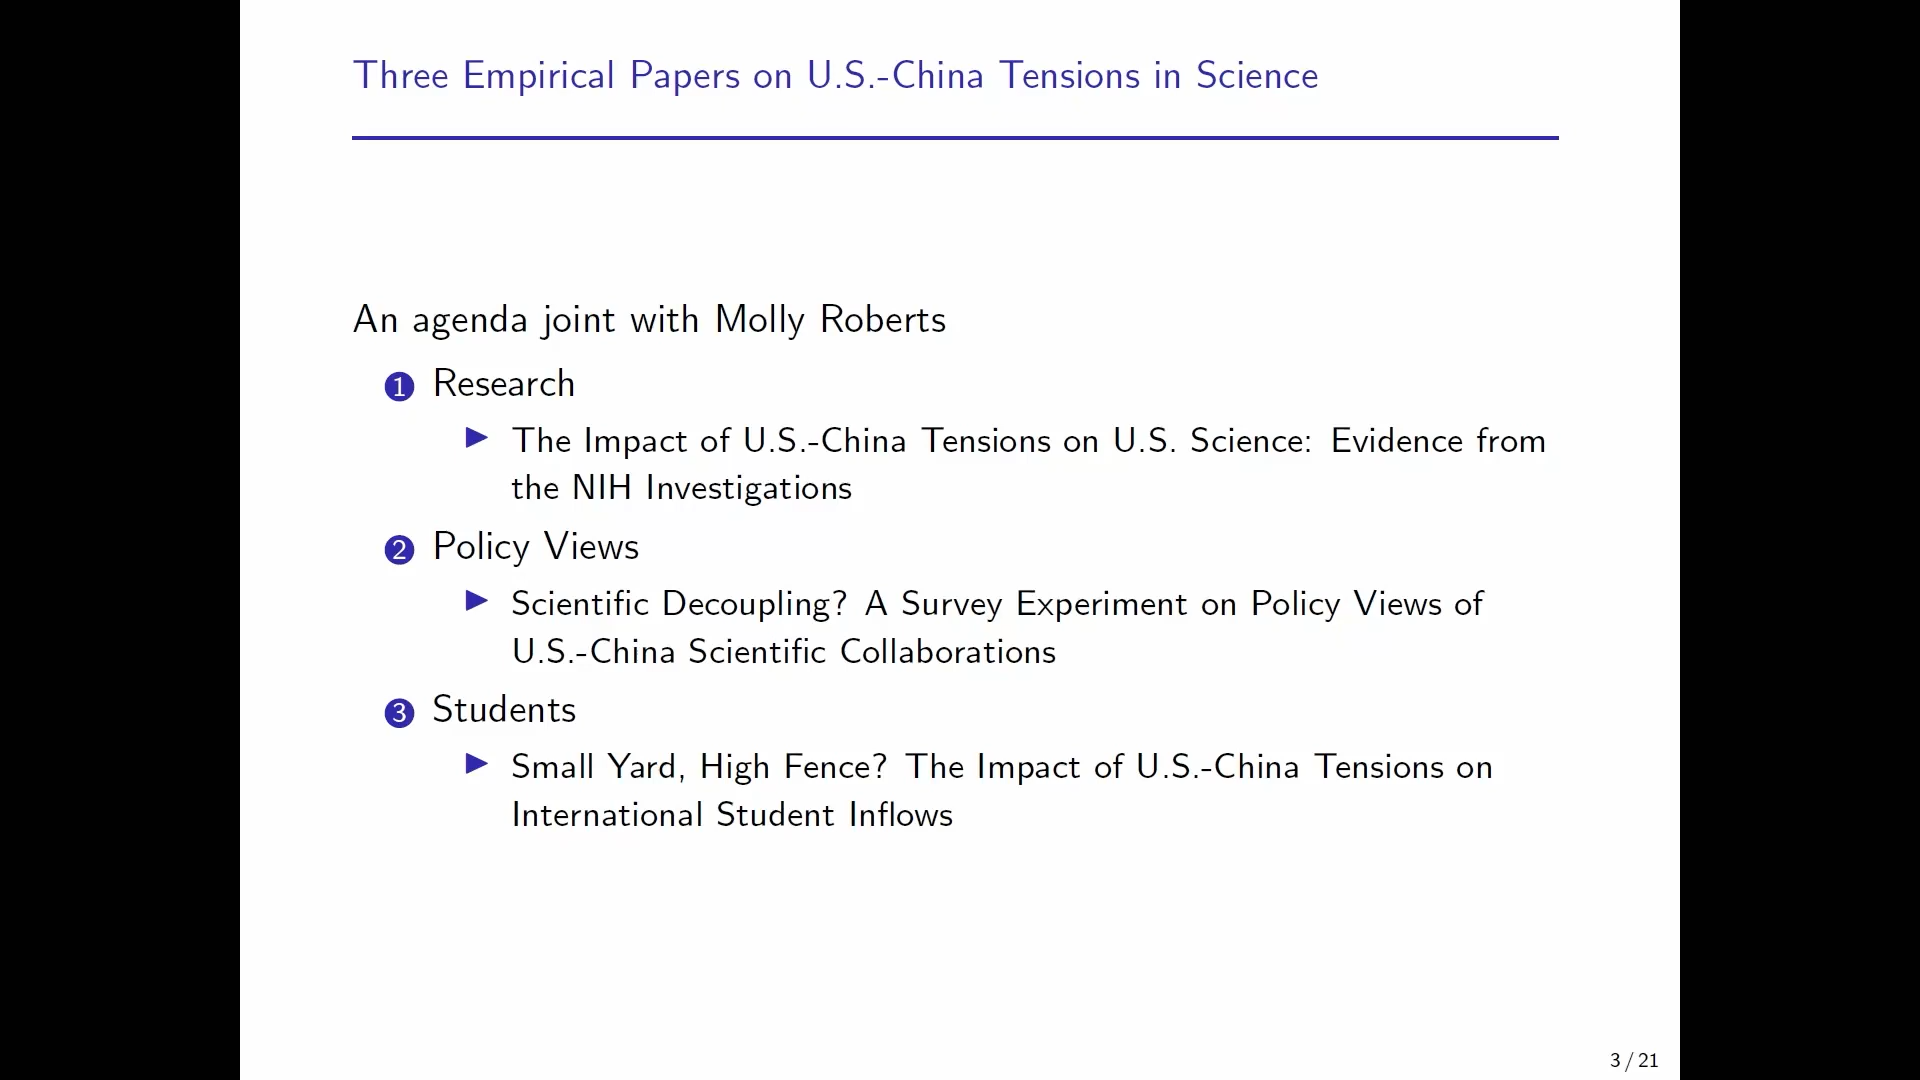 Three Empirical Papers on U.S.-China Tensions in Science
An agenda joint with Molly Roberts
1 Research
▶ The Impact of U.S.-China Tensions on U.S. Science: Evidence from
the NIH Investigations
2 Policy Views
▶ Scientific Decoupling? A Survey Experiment on Policy Views of
U.S.-China Scientific Collaborations
3 Students
▶ Small Yard, High Fence? The Impact of U.S.-China Tensions on
International Student Inflows
3 / 21